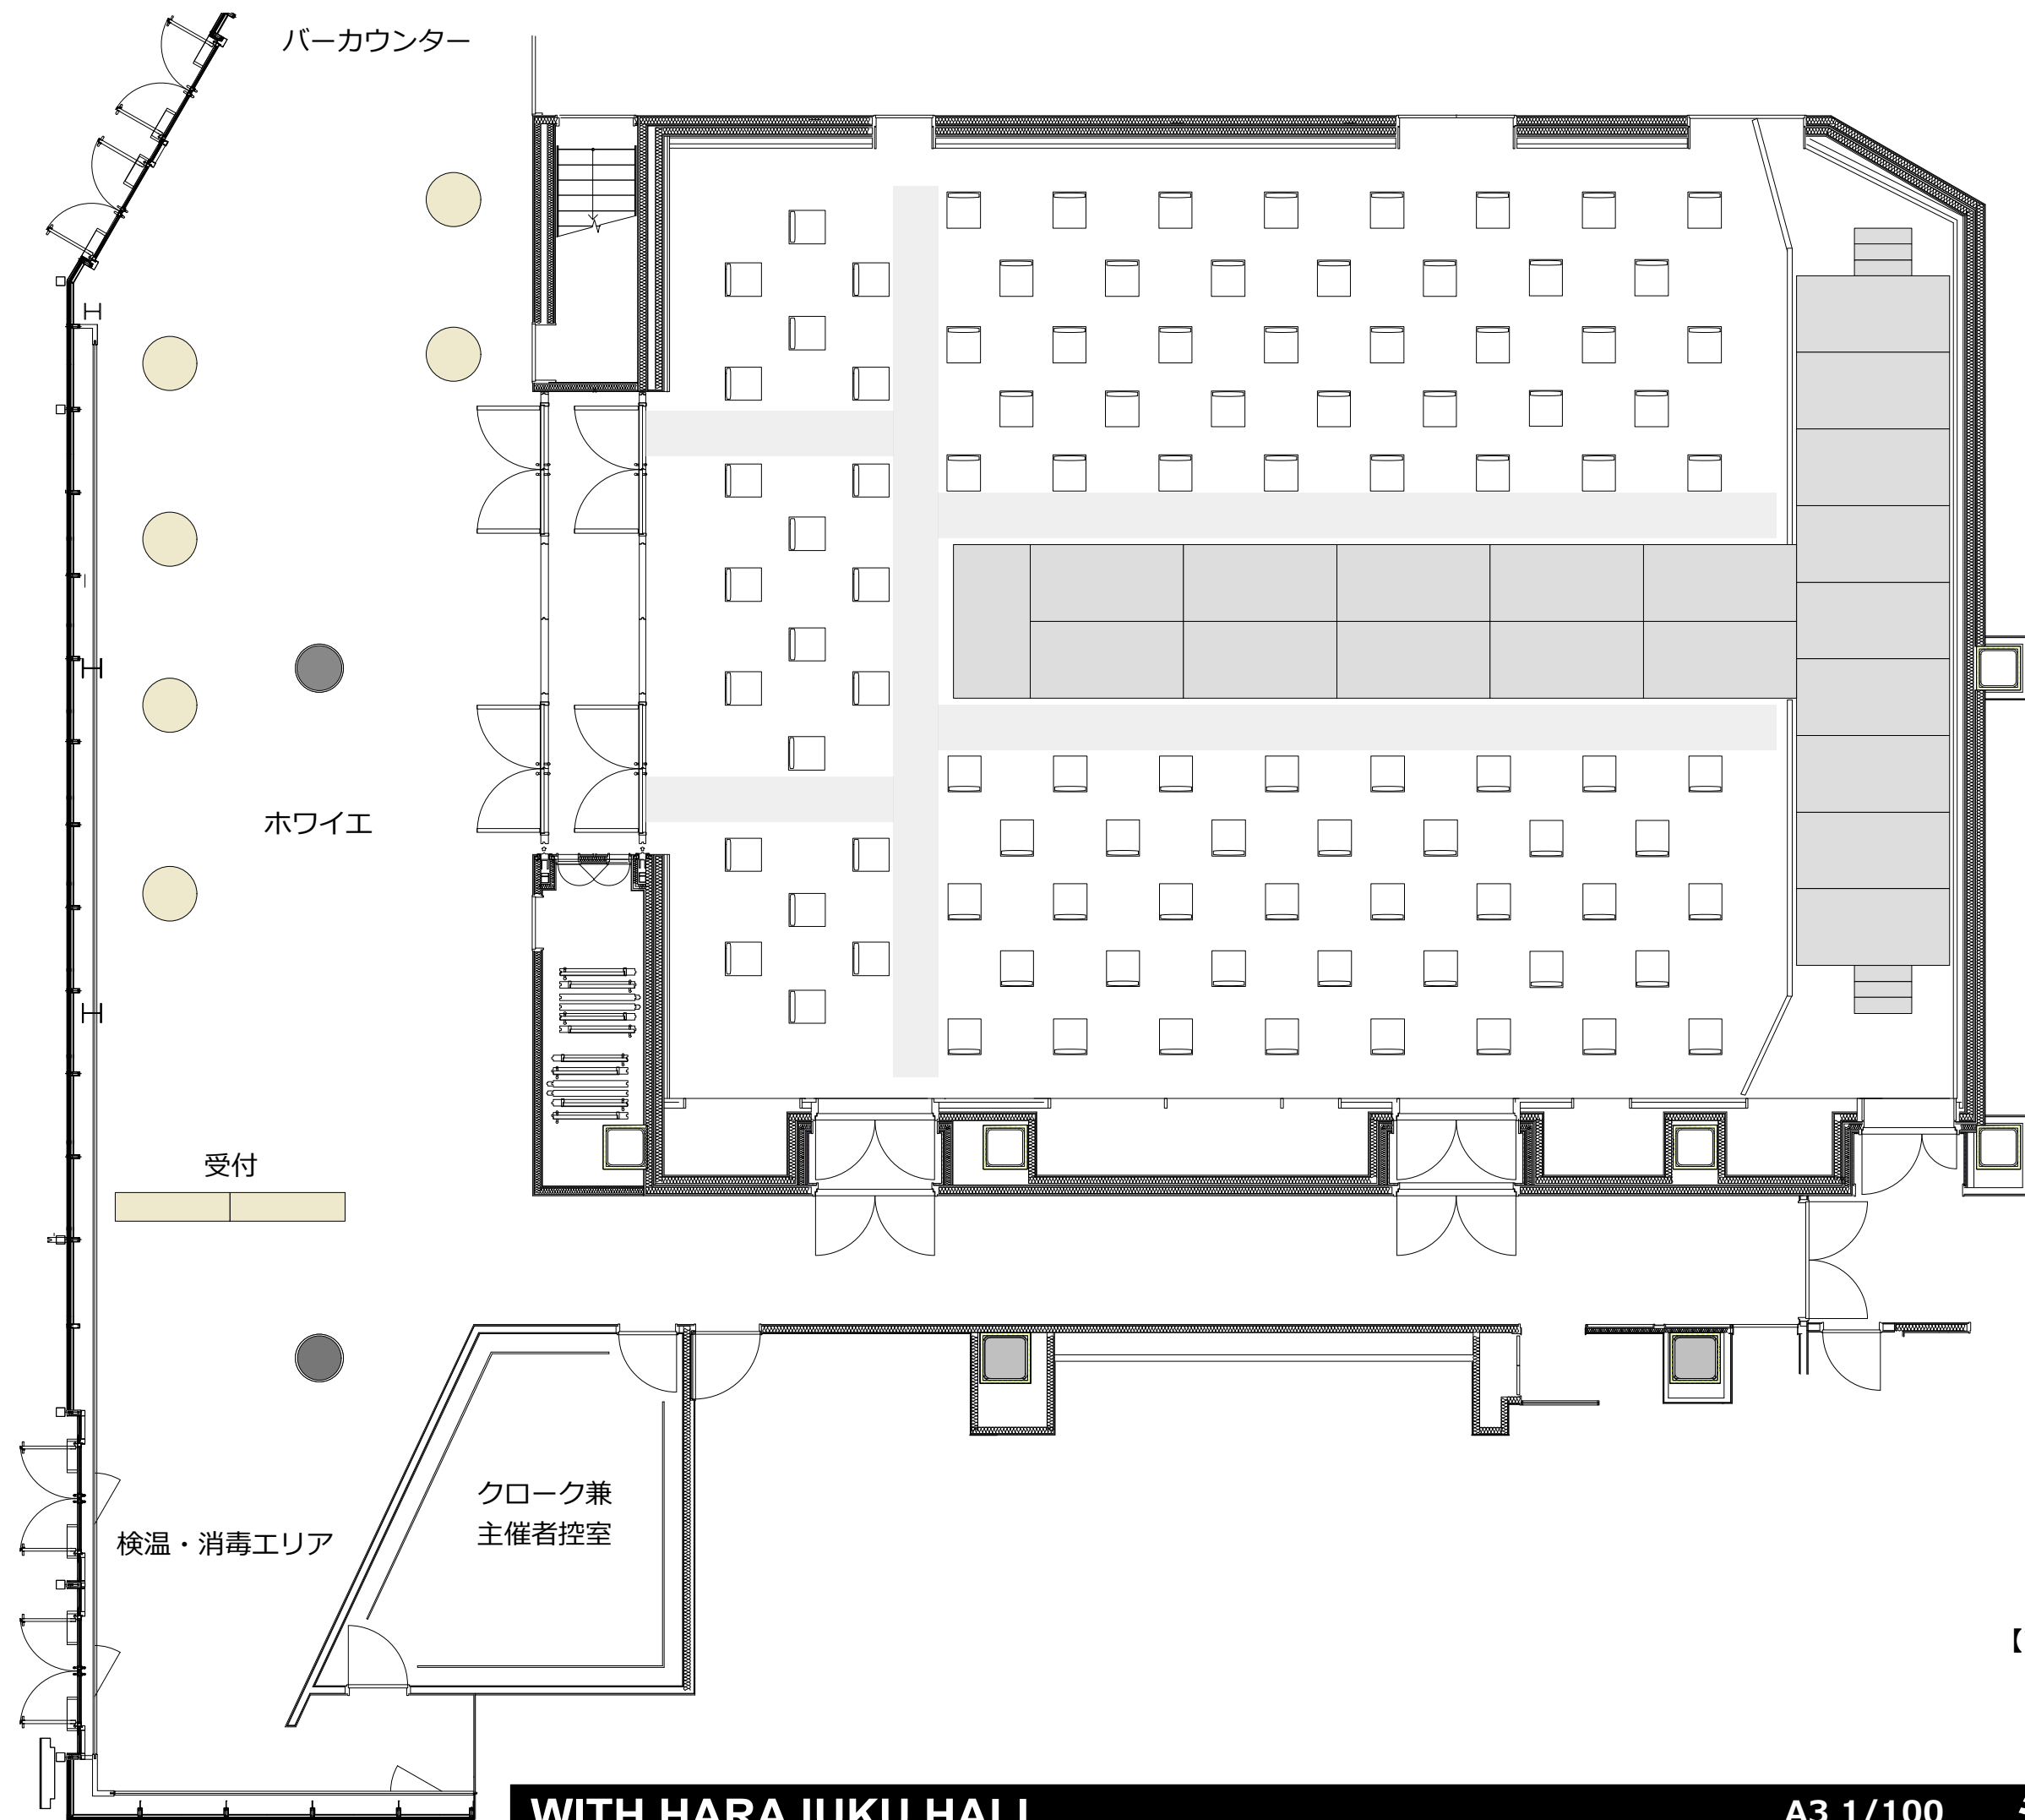 バーカウンター
ホワイエ
受付
検温・消毒エリア
クローク兼
主催者控室
【
WITH HARAJUKU HALL
A3 1/100